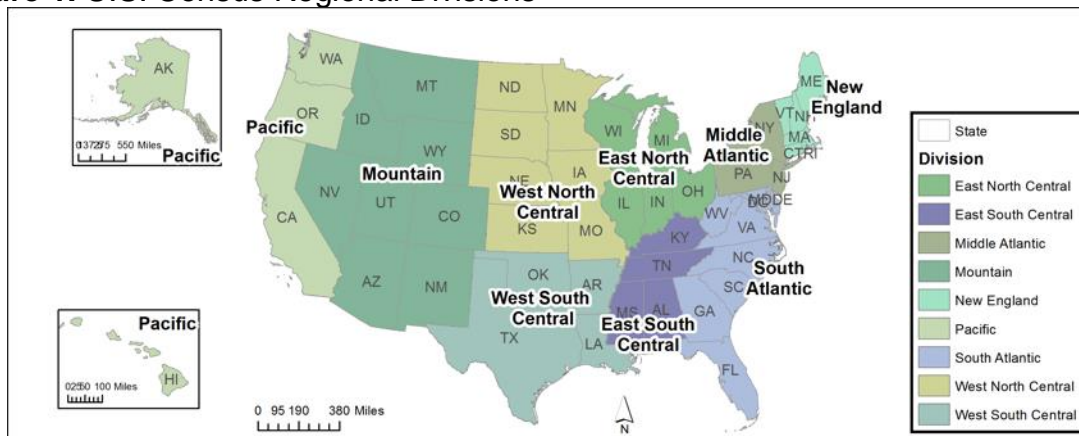 U.S. Census Regional Divisions
AK
550 Miles
Pacific
Pacific
HI
100 Miles
WA
OR
CA
Pacific
MT
ID
WY
NV
UT
CO
AZ
NM
Mountain
ND
SD
NE
KS
MN
IA
MO
West North
Central
OK
AR
TX
LA
West South
Central
WI
MI
IL
IN
OH
East North
Central
KY
TN
MS
AL
East South
Central
NY
PA
NJ
Middle
Atlantic
ME
VT
NH
MA
CT
RI
New
England
MD
DE
DC
WV
VA
NC
SC
GA
FL
South
Atlantic
0 95 190 380 Miles
N
State
Division
East North Central
East South Central
Middle Atlantic
Mountain
New England
Pacific
South Atlantic
West North Central
West South Central